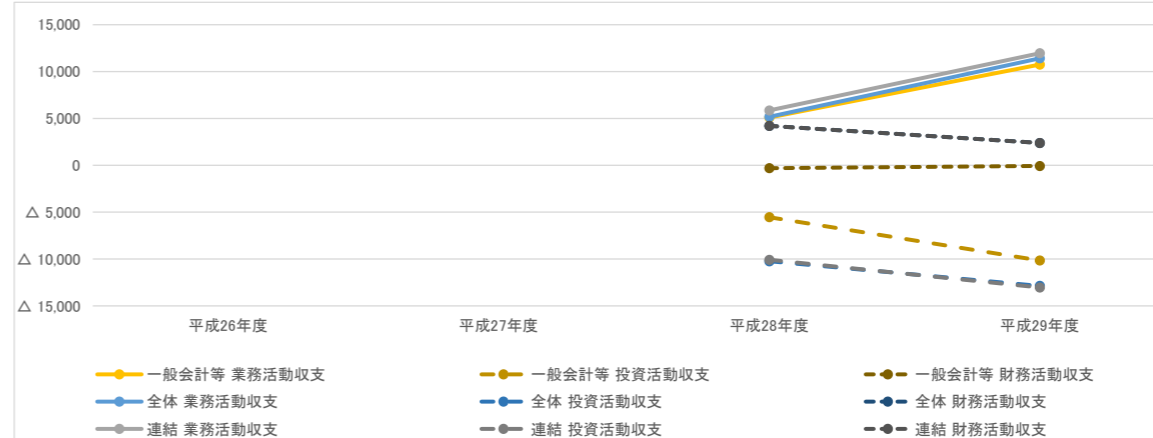 15,000
10,000
5,000
0
△ 5,000
△ 10,000
△ 15,000
平成26年度 平成27年度 平成28年度 平成29年度
一般会計等 業務活動収支 一般会計等 投資活動収支 一般会計等 財務活動収支
全体 業務活動収支 全体 投資活動収支 全体 財務活動収支
連結 業務活動収支 連結 投資活動収支 連結 財務活動収支